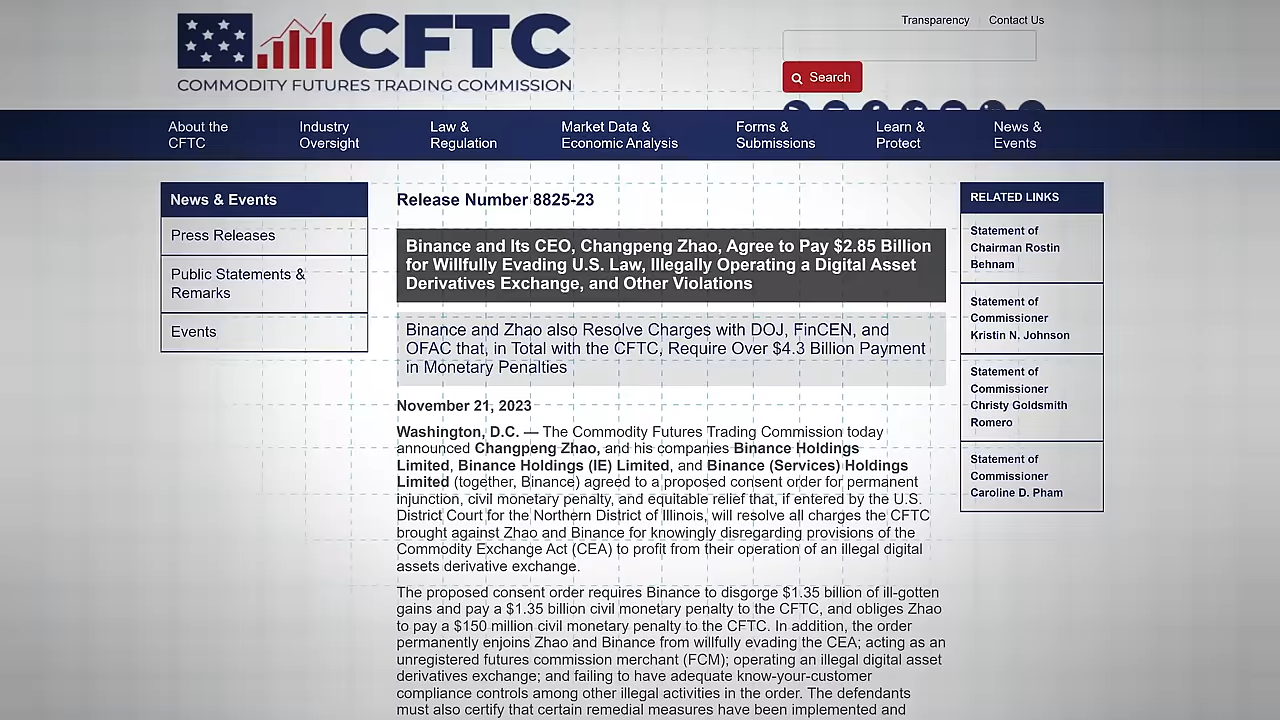 CFTC
COMMODITY FUTURES TRADING COMMISSION
Transparency
Contact Us
Search
About the
CFTC
Industry
Oversight
Law &
Regulation
Market Data &
Economic Analysis
Forms &
Submissions
Learn &
Protect
News &
Events
News & Events
Press Releases
Public Statements &
Remarks
Events
Release Number 8825-23
Binance and Its CEO, Changpeng Zhao, Agree to Pay $2.85 Billion
for Willfully Evading U.S. Law, Illegally Operating a Digital Asset
Derivatives Exchange, and Other Violations
Binance and Zhao also Resolve Charges with DOJ, FinCEN, and
OFAC that, in Total with the CFTC, Require Over $4.3 Billion Payment
in Monetary Penalties
November 21, 2023
Washington, D.C. — The Commodity Futures Trading Commission today
announced Changpeng Zhao, and his companies Binance Holdings
Limited, Binance Holdings (IE) Limited, and Binance (Services) Holdings
Limited (together, Binance) agreed to a proposed consent order for permanent
injunction, civil monetary penalty, and equitable relief that, if entered by the U.S.
District Court for the Northern District of Illinois, will resolve all charges the CFTC
brought against Zhao and Binance for knowingly disregarding provisions of the
Commodity Exchange Act (CEA) to profit from their operation of an illegal digital
assets derivative exchange.
The proposed consent order requires Binance to disgorge $1.35 billion of ill-gotten
gains and pay a $1.35 billion civil monetary penalty to the CFTC, and obliges Zhao
to pay a $150 million civil monetary penalty to the CFTC. In addition, the order
permanently enjoins Zhao and Binance from willfully evading the CEA; acting as an
unregistered futures commission merchant (FCM); operating an illegal digital asset
derivatives exchange; and failing to have adequate know-your-customer
compliance controls among other illegal activities in the order. The defendants
must also certify that certain remedial measures have been implemented and
RELATED LINKS
Statement of
Chairman Rostin
Behnam
Statement of
Commissioner
Kristin N. Johnson
Statement of
Commissioner
Christy Goldsmith
Romero
Statement of
Commissioner
Caroline D. Pham